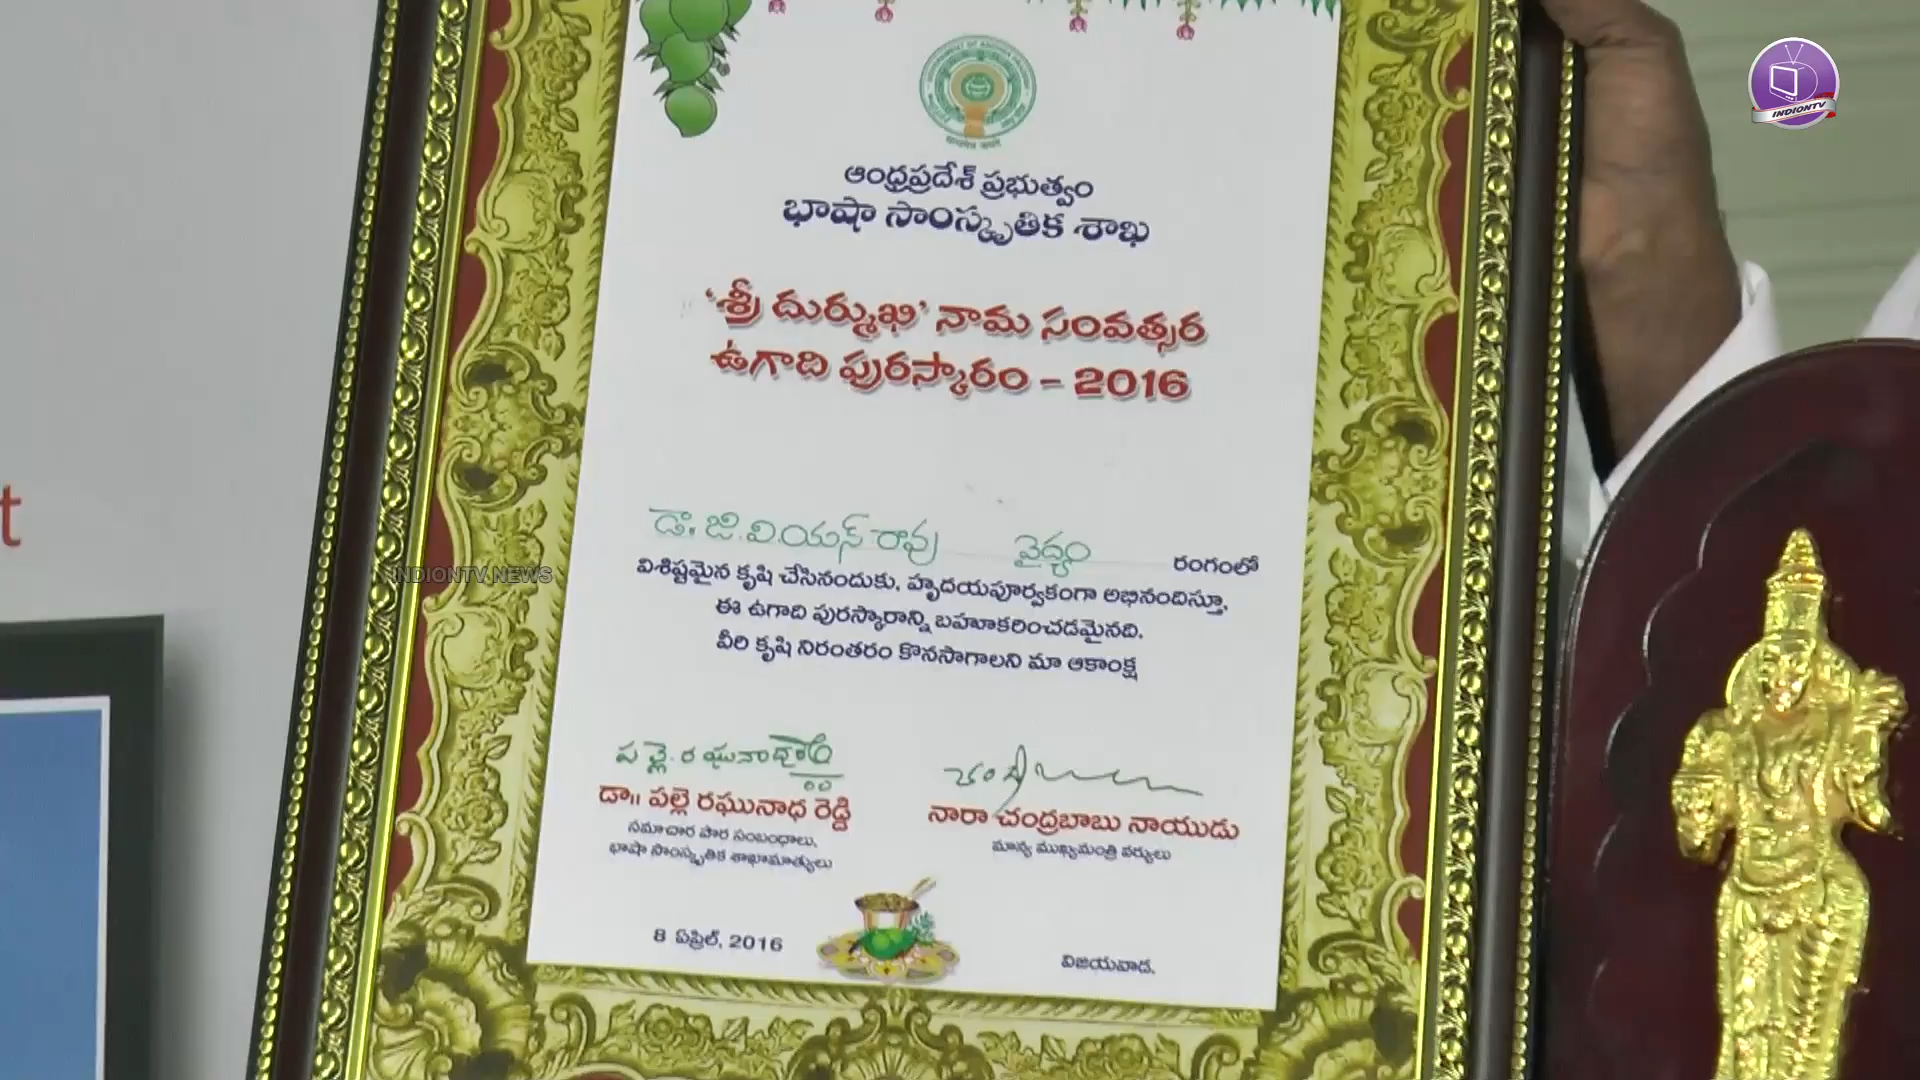 INDIONTV
ఆంధ్రప్రదేశ్ ప్రభుత్వం
భాషా సాంస్కృతిక శాఖ
'శ్రీ దుర్ముఖి' నామ సంవత్సర
ఉగాది పురస్కారం - 2016
డా. జి.వి.యన్ రావు వైద్యం రంగంలో
విశిష్టమైన కృషి చేసినందుకు, హృదయపూర్వకంగా అభినందిస్తూ,
ఈ ఉగాది పురస్కారాన్ని బహూకరించడమైనది.
వీరి కృషి నిరంతరం కొనసాగాలని మా ఆకాంక్ష
డా॥ పల్లె రఘునాధ రెడ్డి
సమాచార పౌర సంబంధాలు,
భాషా సాంస్కృతిక శాఖామాత్యులు
నారా చంద్రబాబు నాయుడు
మాన్య ముఖ్యమంత్రి వర్యులు
8 ఏప్రిల్, 2016
విజయవాడ.
INDIONTV NEWS
t